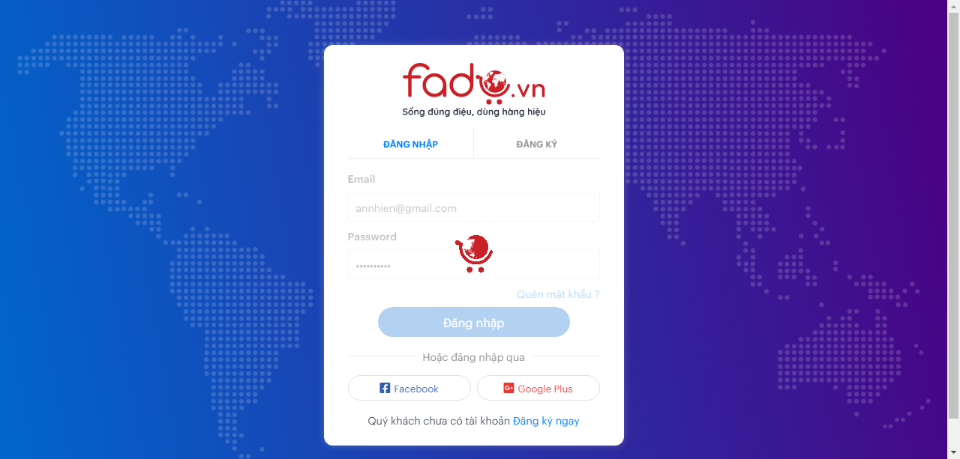 fado.vn
Sống đúng điệu, dùng hàng hiệu
ĐĂNG NHẬP
ĐĂNG KÝ
Email
annhien@gmail.com
Password
••••••••••
Quên mật khẩu ?
Đăng nhập
Hoặc đăng nhập qua
Facebook
Google Plus
Quý khách chưa có tài khoản Đăng ký ngay